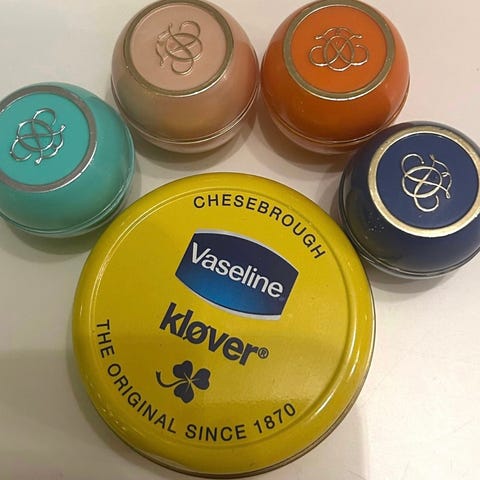 CHESEBROUGH
Vaseline
kløver®
THE ORIGINAL SINCE 1870